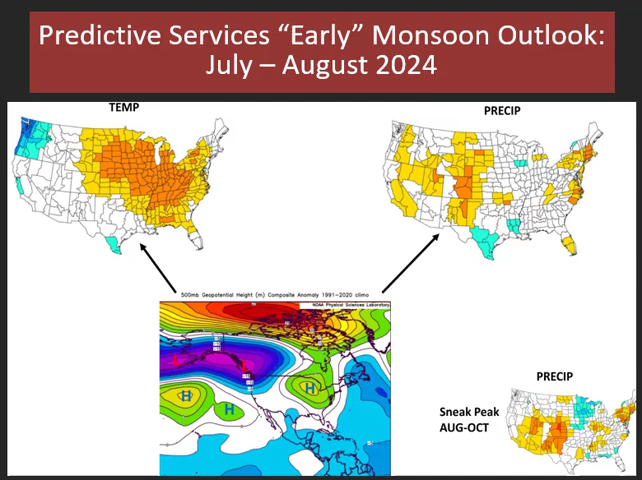 Predictive Services “Early” Monsoon Outlook:
July – August 2024
TEMP
PRECIP
500mb Geopotential Height (m) Composite Anomaly 1991-2020 climo
NOAA Physical Sciences Laboratory
L
L
H
H
H
PRECIP
Sneak Peak
AUG-OCT